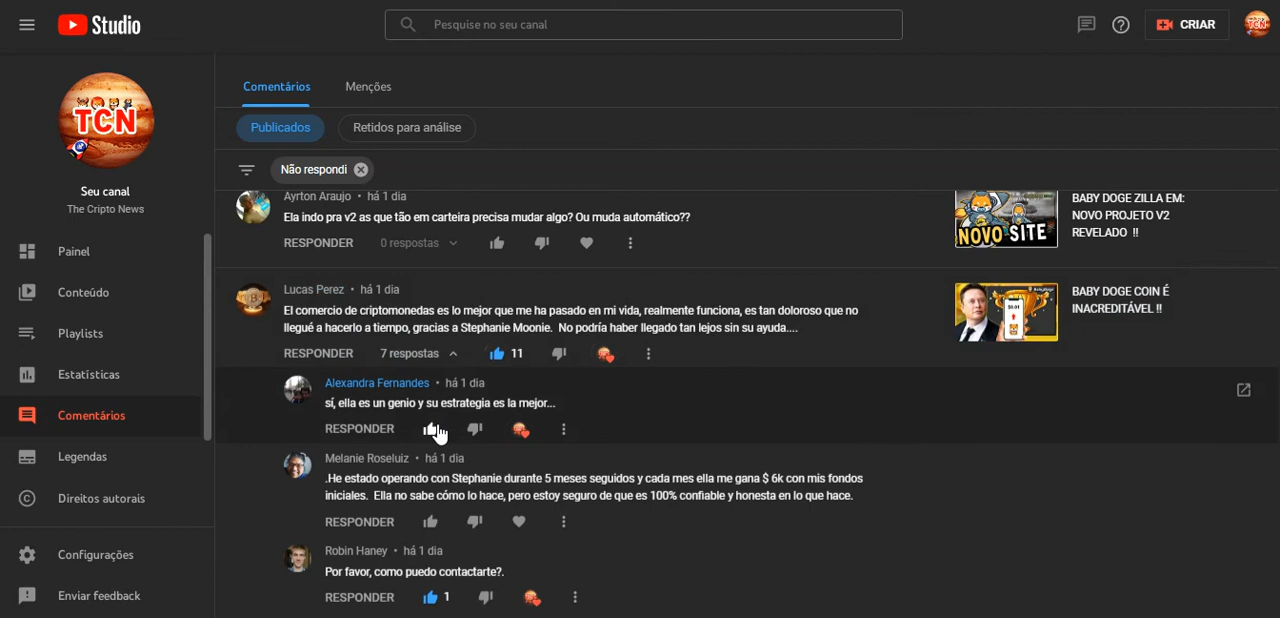 Studio
Pesquise no seu canal
CRIAR
TCN
TCN
Seu canal
The Cripto News
Painel
Conteúdo
Playlists
Estatísticas
Comentários
Legendas
Direitos autorais
Configurações
Enviar feedback
Comentários Menções
Publicados Retidos para análise
Não respondi
Ayrton Araujo • há 1 dia
Ela indo pra v2 as que tão em carteira precisa mudar algo? Ou muda automático??
RESPONDER 0 respostas
NOVO SITE
BABY DOGE ZILLA EM:
NOVO PROJETO V2
REVELADO !!
Lucas Perez • há 1 dia
El comercio de criptomonedas es lo mejor que me ha pasado en mi vida, realmente funciona, es tan doloroso que no
llegué a hacerlo a tiempo, gracias a Stephanie Moonie. No podría haber llegado tan lejos sin su ayuda....
RESPONDER 7 respostas 11
BABY DOGE COIN É
INACREDITÁVEL !!
Alexandra Fernandes • há 1 dia
sí, ella es un genio y su estrategia es la mejor...
RESPONDER
Melanie Roseluiz • há 1 dia
.He estado operando con Stephanie durante 5 meses seguidos y cada mes ella me gana $ 6k con mis fondos
iniciales. Ella no sabe cómo lo hace, pero estoy seguro de que es 100% confiable y honesta en lo que hace.
RESPONDER
Robin Haney • há 1 dia
Por favor, como puedo contactarte?.
RESPONDER 1